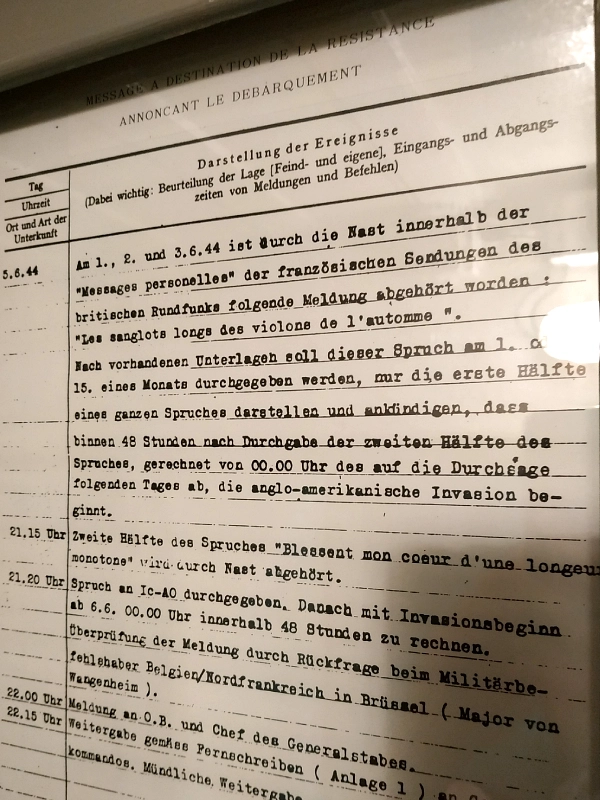 MESSAGE A DESTINATION DE LA RESISTANCE
ANNONCANT LE DEBARQUEMENT
Tag
Uhrzeit
Ort und Art der
Unterkunft
Darstellung der Ereignisse
(Dabei wichtig: Beurteilung der Lage [Feind- und eigene], Eingangs- und Abgangs-
zeiten von Meldungen und Befehlen)
5.6.44
Am 1., 2. und 3.6.44 ist durch die Nast innerhalb der
"Messages personelles" der französischen Sendungen des
britischen Rundfunks folgende Meldung abgehört worden :
"Les sanglots longs des violons de l'automme ".
Nach vorhandenen Unterlageh soll dieser Spruch am 1.
15. eines Monats durchgegeben werden, nur die erste Hälfte
eines ganzen Spruches darstellen und ankündigen, dass
binnen 48 Stunden nach Durchgabe der zweiten Hälfte des
Spruches, gerechnet von 00.00 Uhr des auf die Durchsage
folgenden Tages ab, die anglo-amerikanische Invasion be-
ginnt.
21.15 Uhr Zweite Hälfte des Spruches "Blessent mon coeur d'une longeur
monotone" wird durch Nast abgehört.
21.20 Uhr Spruch an Ic-AO durchgegeben. Danach mit Invasionsbeginn
ab 6.6. 00.00 Uhr innerhalb 48 Stunden zu rechnen.
Überprüfung der Meldung durch Rückfrage beim Militärbe-
fehlshaber Belgien/Nordfrankreich in Brüssel ( Major von
Wangenheim ).
22.00 Uhr Meldung an O.B. und Chef des Generalstabes.
22.15 Uhr Weitergabe gemäss Fernschreiben ( Anlage 1 ) an
kommandos. Mündliche Weitergabe